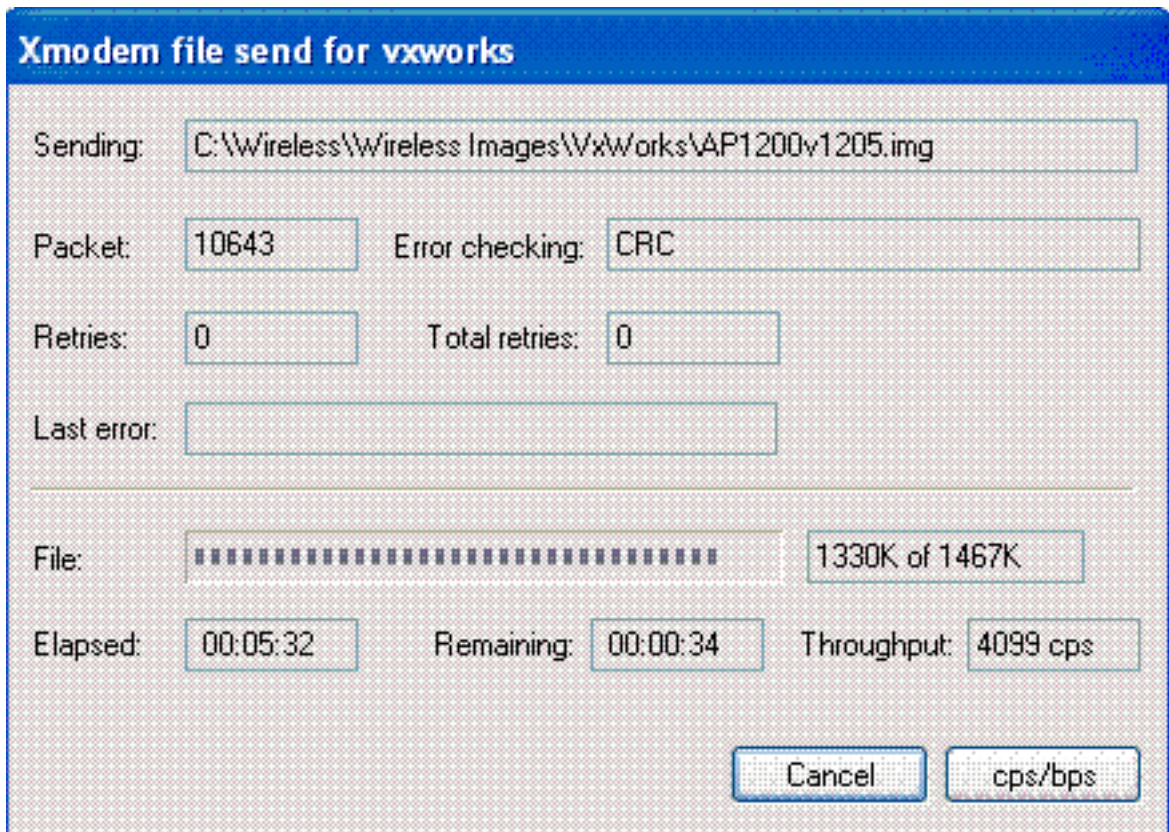 Xmodem file send for vxworks
Sending: C:\Wireless\Wireless Images\VxWorks\AP1200v1205.img
Packet: 10643 Error checking: CRC
Retries: 0 Total retries: 0
Last error:
File: 1330K of 1467K
Elapsed: 00:05:32 Remaining: 00:00:34 Throughput: 4099 cps
Cancel cps/bps